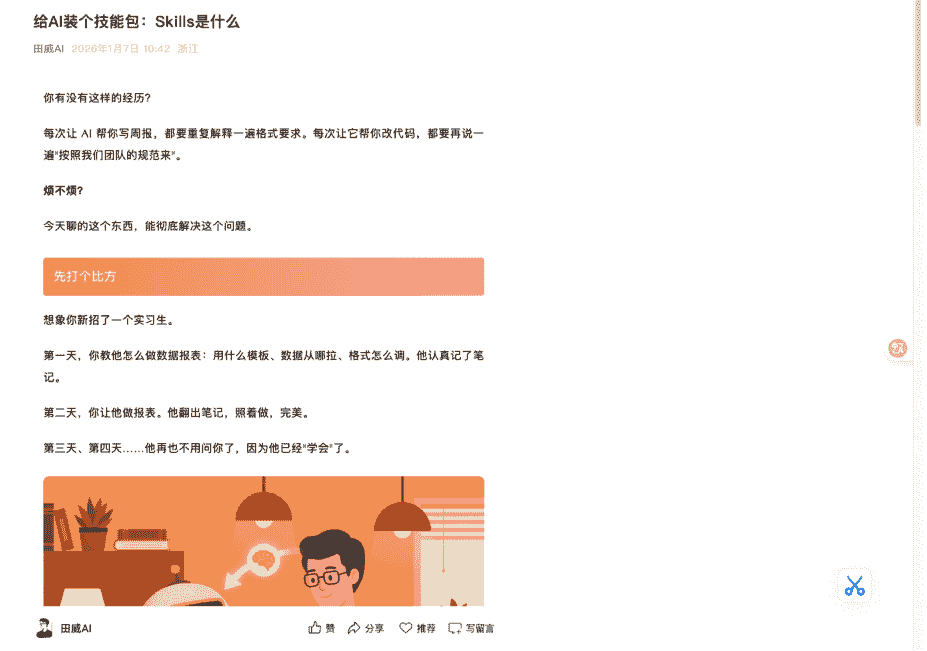 给AI装个技能包：Skills是什么
田威AI 2026年1月7日 10:42 浙江
你有没有这样的经历？
每次让 AI 帮你写周报，都要重复解释一遍格式要求。每次让它帮你改代码，都要再说一
遍"按照我们团队的规范来"。
烦不烦？
今天聊的这个东西，能彻底解决这个问题。
先打个比方
想象你新招了一个实习生。
第一天，你教他怎么做数据报表：用什么模板、数据从哪拉、格式怎么调。他认真记了笔
记。
第二天，你让他做报表。他翻出笔记，照着做，完美。
第三天、第四天……他再也不用问你了，因为他已经"学会"了。
田威AI 赞 分享 推荐 写留言